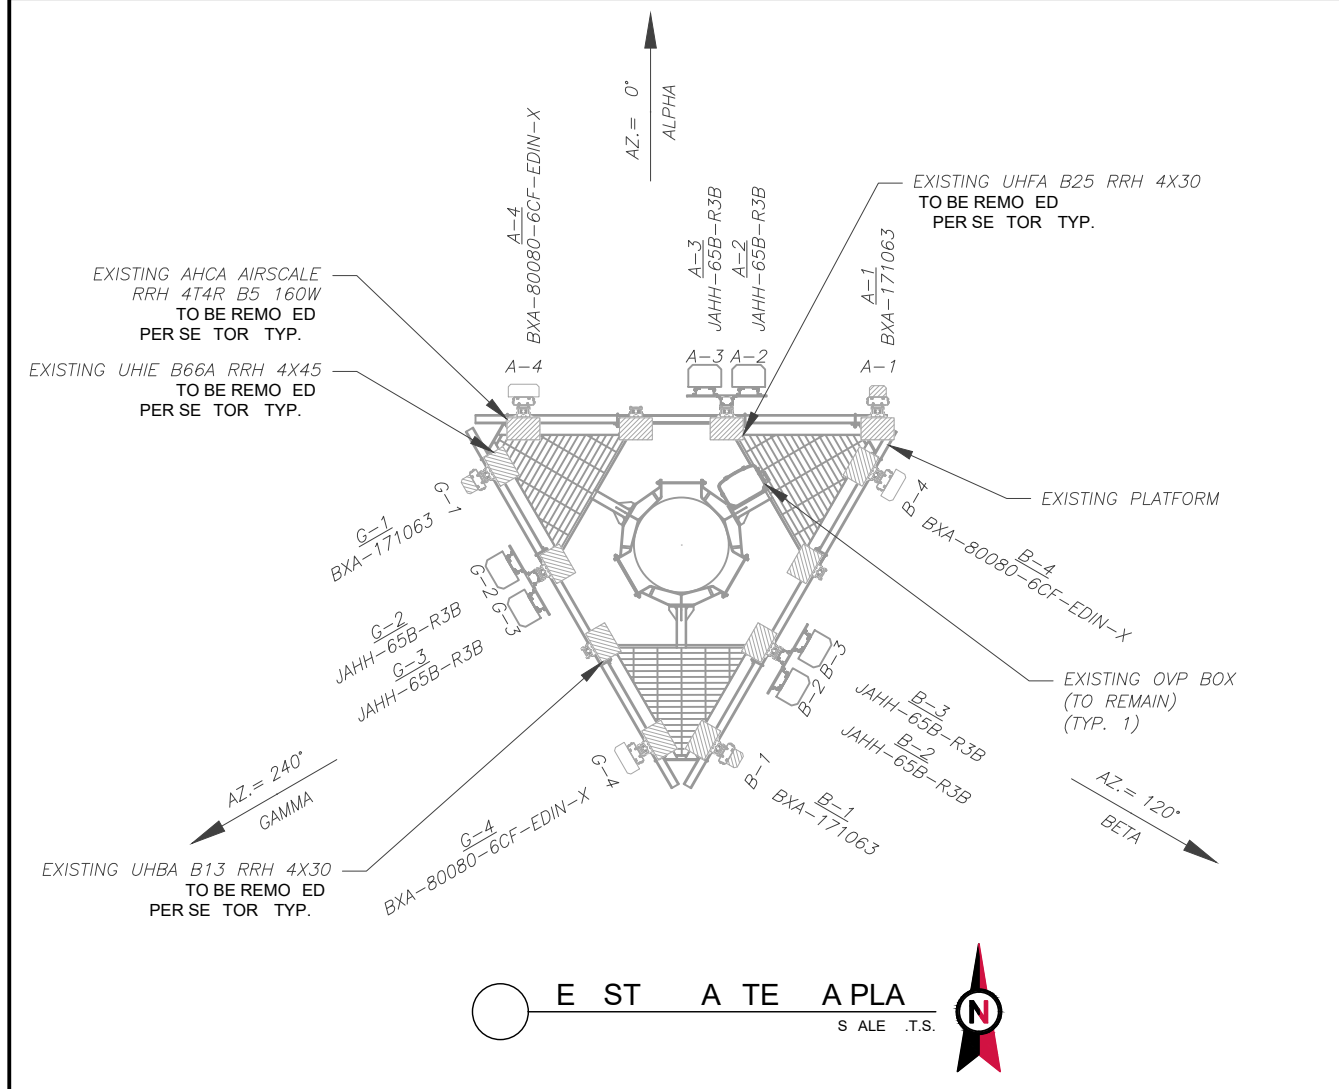 AZ.= 0°
ALPHA
A-4
BXA-80080-6CF-EDIN-X
A-3
JAHH-65B-R3B
A-2
JAHH-65B-R3B
A-1
BXA-171063
EXISTING UHFA B25 RRH 4X30
TO BE REMO ED
PER SE TOR TYP.
EXISTING AHCA AIRSCALE
RRH 4T4R B5 160W
TO BE REMO ED
PER SE TOR TYP.
EXISTING UHIE B66A RRH 4X45
TO BE REMO ED
PER SE TOR TYP.
A-4
A-3 A-2
A-1
G-1
G-1
BXA-171063
B-4
EXISTING PLATFORM
B-4
BXA-80080-6CF-EDIN-X
G-2
G-3
G-2
JAHH-65B-R3B
G-3
JAHH-65B-R3B
B-3
B-2
EXISTING OVP BOX
(TO REMAIN)
(TYP. 1)
B-3
JAHH-65B-R3B
B-2
JAHH-65B-R3B
AZ.= 240°
GAMMA
G-4
G-4
BXA-80080-6CF-EDIN-X
B-1
B-1
BXA-171063
AZ.= 120°
BETA
EXISTING UHBA B13 RRH 4X30
TO BE REMO ED
PER SE TOR TYP.
E ST A TE A PLA
S ALE .T.S.
N